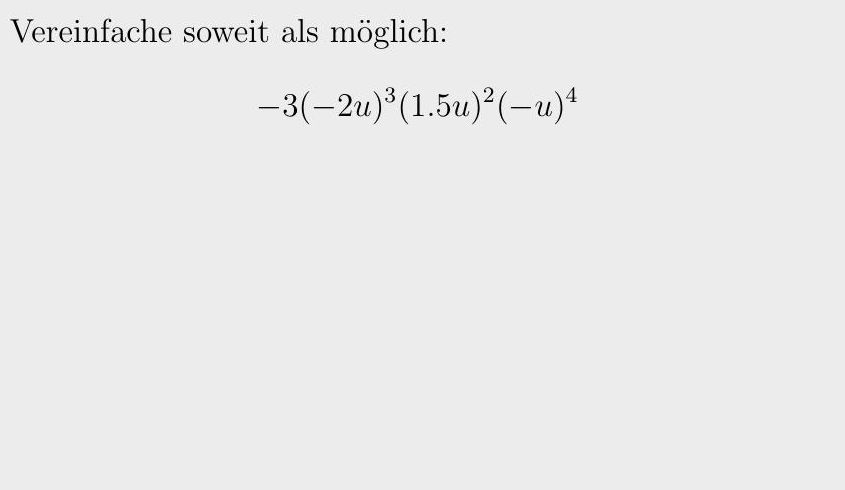 Vereinfache soweit als möglich:
−3(−2u)³(1.5u)²(−u)⁴